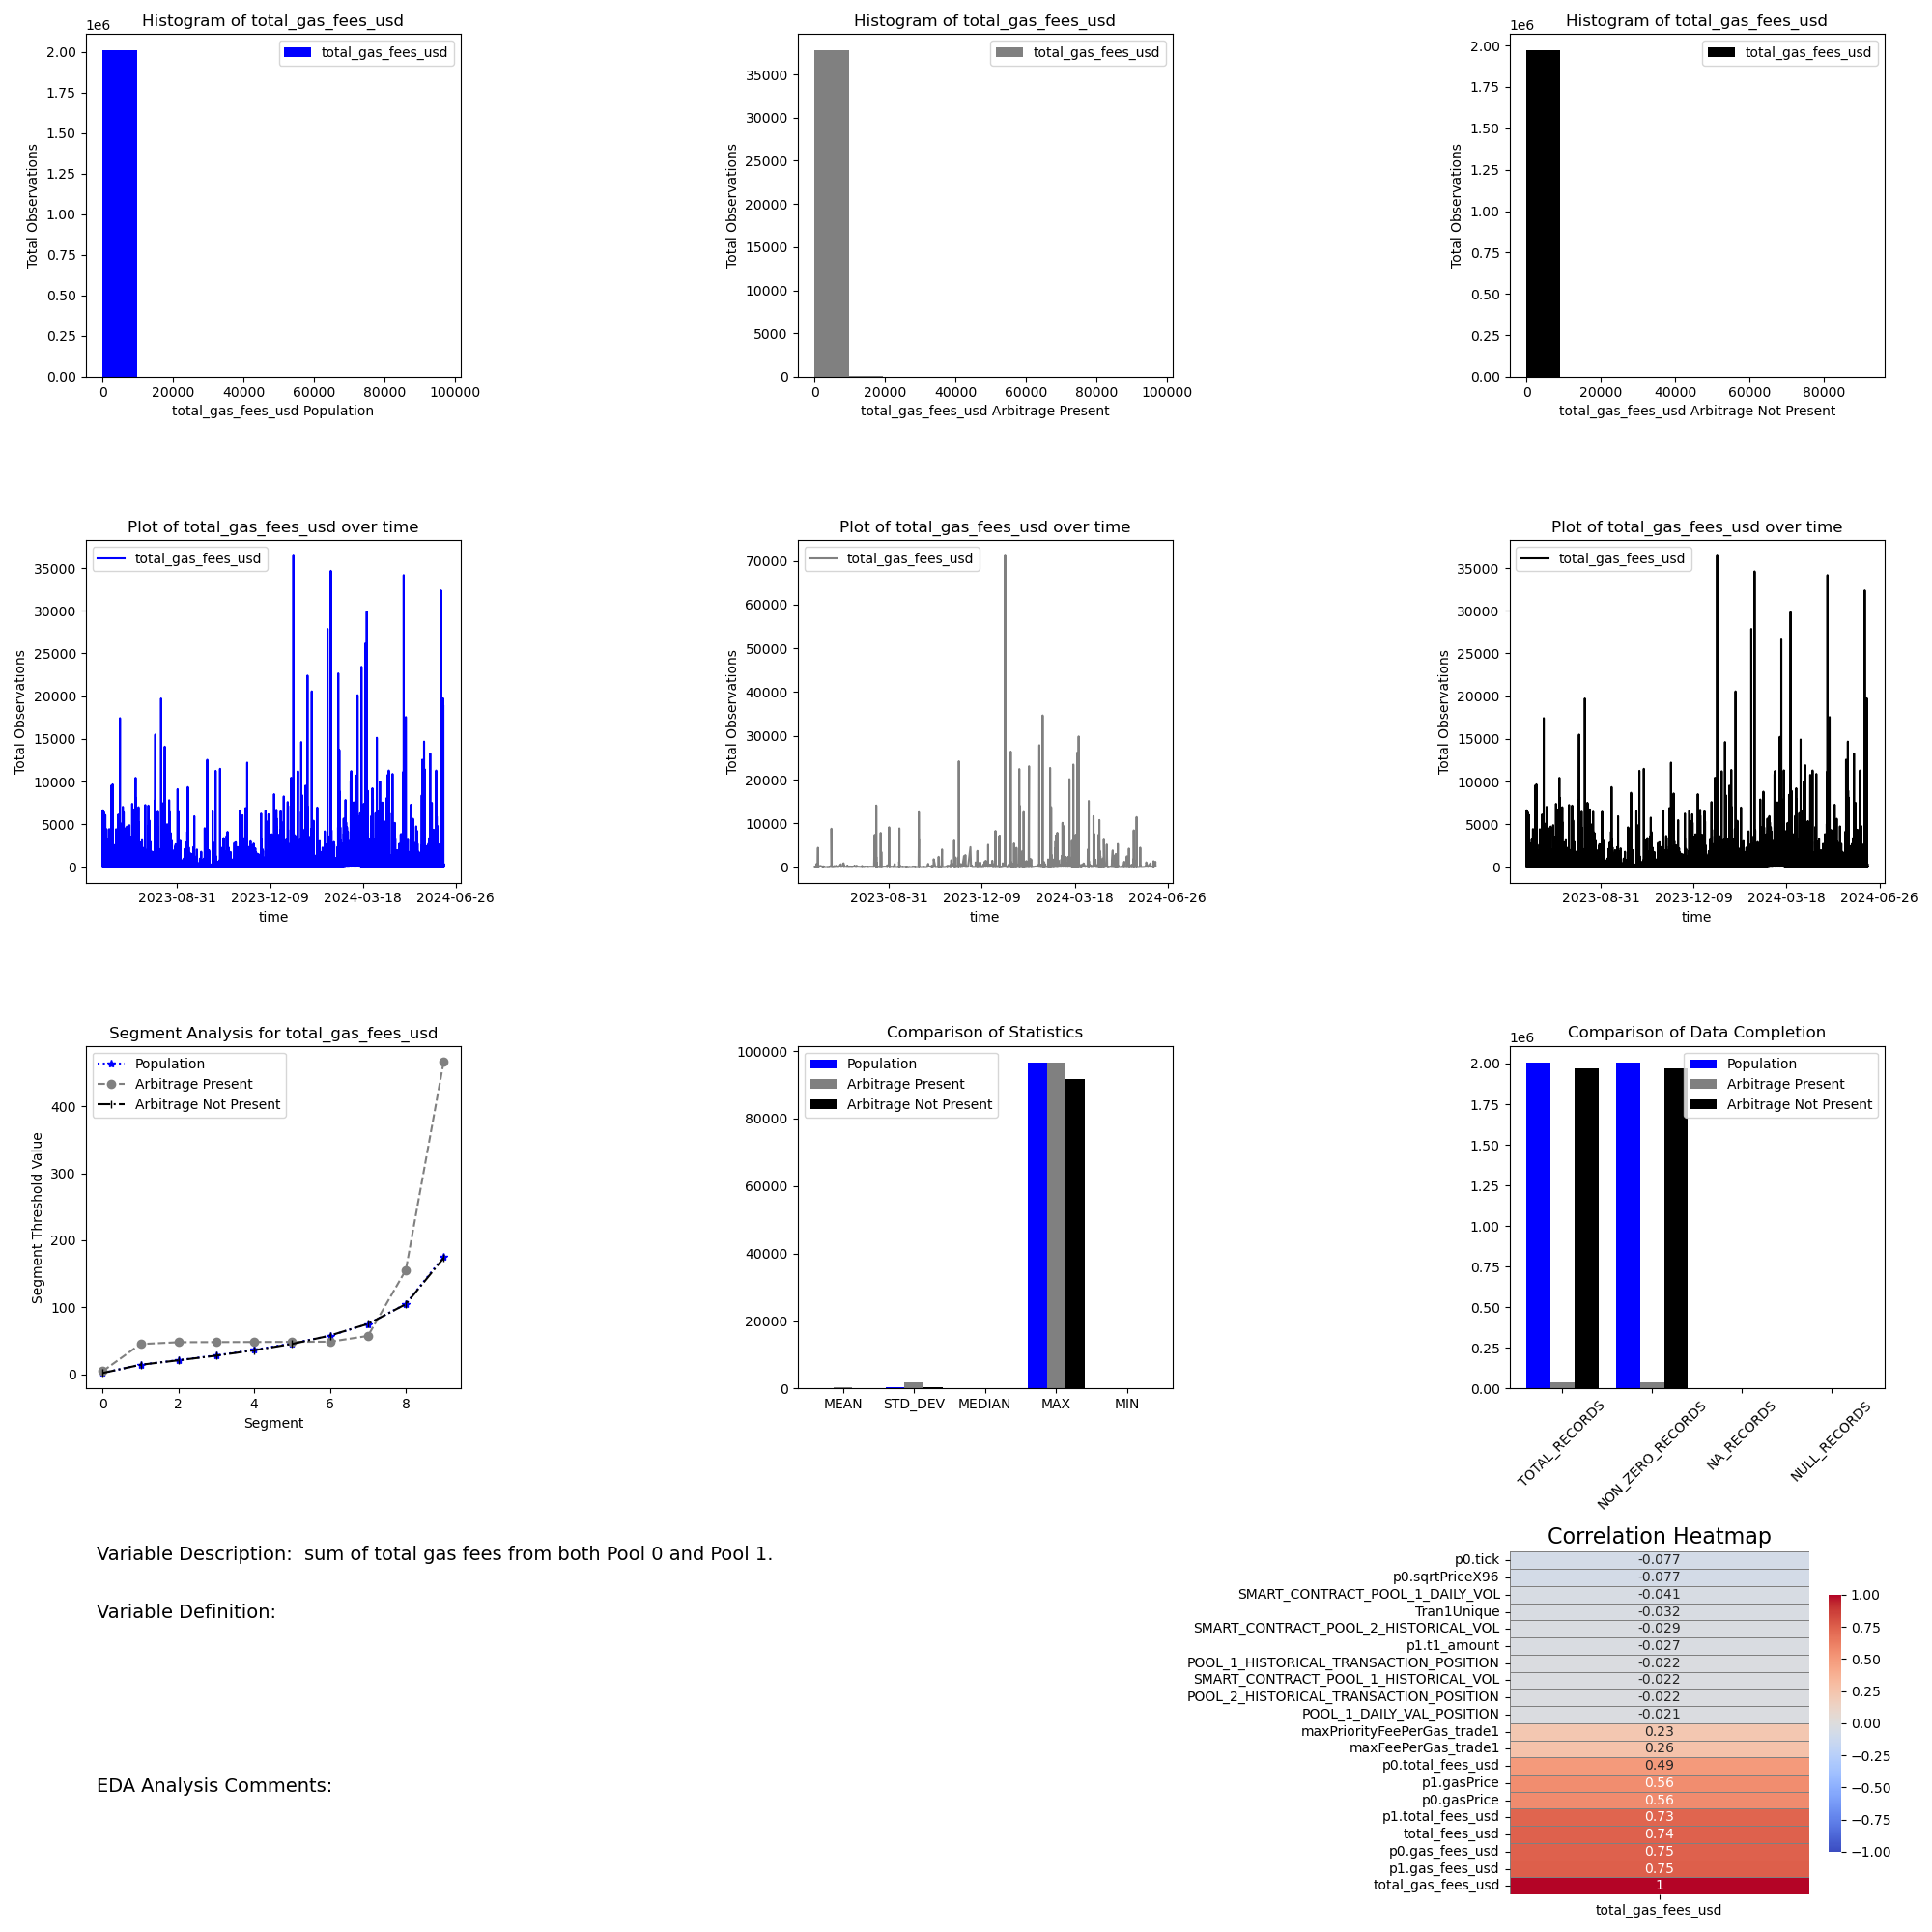 Histogram of total_gas_fees_usd
1e6
total_gas_fees_usd
Total Observations
2.00
1.75
1.50
1.25
1.00
0.75
0.50
0.25
0.00
0 20000 40000 60000 80000 100000
total_gas_fees_usd Population
Histogram of total_gas_fees_usd
total_gas_fees_usd
Total Observations
35000
30000
25000
20000
15000
10000
5000
0
0 20000 40000 60000 80000 100000
total_gas_fees_usd Arbitrage Present
Histogram of total_gas_fees_usd
1e6
total_gas_fees_usd
Total Observations
2.00
1.75
1.50
1.25
1.00
0.75
0.50
0.25
0.00
0 20000 40000 60000 80000
total_gas_fees_usd Arbitrage Not Present
Plot of total_gas_fees_usd over time
total_gas_fees_usd
Total Observations
35000
30000
25000
20000
15000
10000
5000
0
2023-08-31 2023-12-09 2024-03-18 2024-06-26
time
Plot of total_gas_fees_usd over time
total_gas_fees_usd
Total Observations
70000
60000
50000
40000
30000
20000
10000
0
2023-08-31 2023-12-09 2024-03-18 2024-06-26
time
Plot of total_gas_fees_usd over time
total_gas_fees_usd
Total Observations
35000
30000
25000
20000
15000
10000
5000
0
2023-08-31 2023-12-09 2024-03-18 2024-06-26
time
Segment Analysis for total_gas_fees_usd
Population
Arbitrage Present
Arbitrage Not Present
Segment Threshold Value
400
300
200
100
0
0 2 4 6 8
Segment
Comparison of Statistics
Population
Arbitrage Present
Arbitrage Not Present
100000
80000
60000
40000
20000
0
MEAN STD_DEV MEDIAN MAX MIN
Comparison of Data Completion
1e6
Population
Arbitrage Present
Arbitrage Not Present
2.00
1.75
1.50
1.25
1.00
0.75
0.50
0.25
0.00
TOTAL_RECORDS NON_ZERO_RECORDS NA_RECORDS NULL_RECORDS
Variable Description:  sum of total gas fees from both Pool 0 and Pool 1.
Variable Definition:
EDA Analysis Comments:
Correlation Heatmap
p0.tick -0.077
p0.sqrtPriceX96 -0.077
SMART_CONTRACT_POOL_1_DAILY_VOL -0.041
Tran1Unique -0.032
SMART_CONTRACT_POOL_2_HISTORICAL_VOL -0.029
p1.t1_amount -0.027
POOL_1_HISTORICAL_TRANSACTION_POSITION -0.022
SMART_CONTRACT_POOL_1_HISTORICAL_VOL -0.022
POOL_2_HISTORICAL_TRANSACTION_POSITION -0.022
POOL_1_DAILY_VAL_POSITION -0.021
maxPriorityFeePerGas_trade1 0.23
maxFeePerGas_trade1 0.26
p0.total_fees_usd 0.49
p1.gasPrice 0.56
p0.gasPrice 0.56
p1.total_fees_usd 0.73
total_fees_usd 0.74
p0.gas_fees_usd 0.75
p1.gas_fees_usd 0.75
total_gas_fees_usd 1
total_gas_fees_usd
1.00
0.75
0.50
0.25
0.00
−0.25
−0.50
−0.75
−1.00